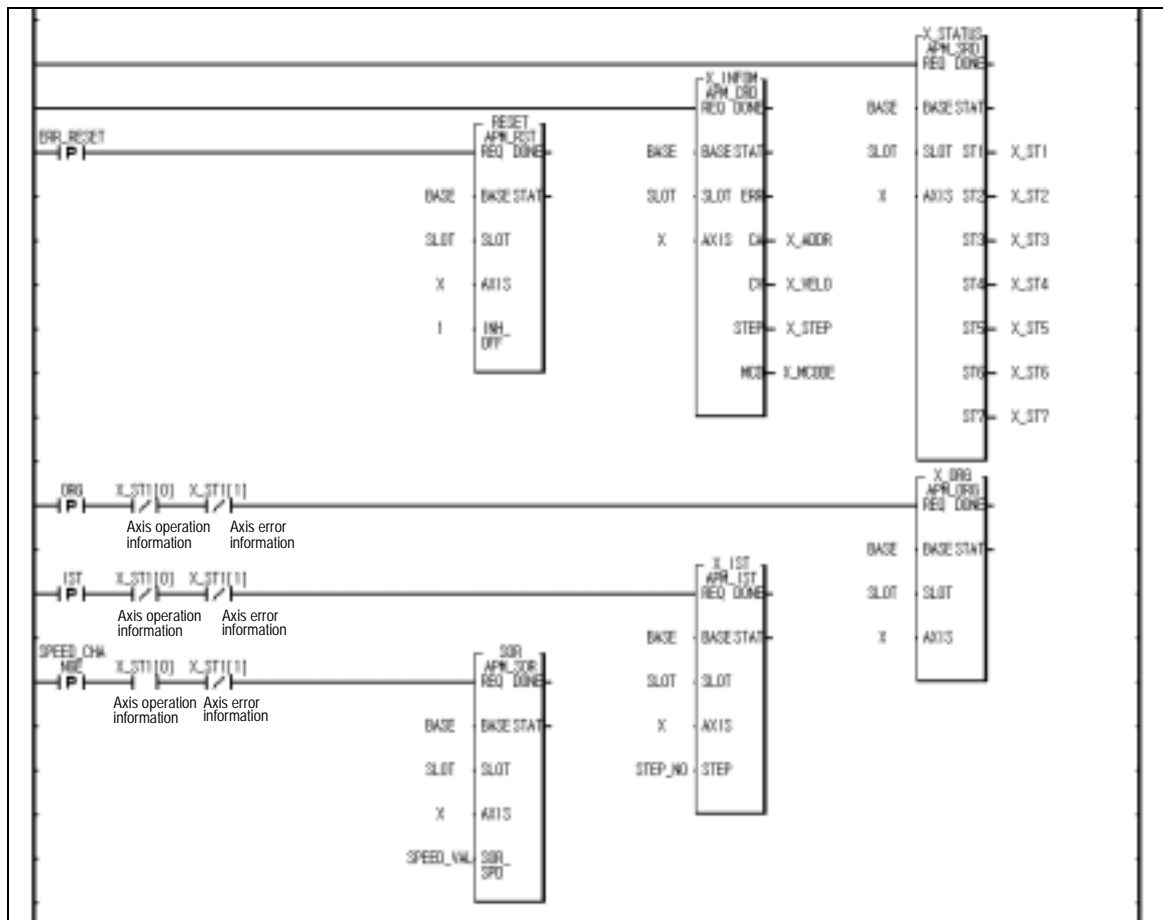 X_STATUS
APM_SRD
REQ DONE
X_INFOM
APM_CRD
REQ DONE
BASE BASE STAT
ERR_RESET
P
RESET
APM_RST
REQ DONE
BASE BASE STAT
SLOT SLOT ST1 X_ST1
BASE BASE STAT
SLOT SLOT ERR
X AXIS ST2 X_ST2
SLOT SLOT
X AXIS CA X_ADDR
ST3 X_ST3
X AXIS
CV X_VELO
ST4 X_ST4
1 INH_
OFF
STEP X_STEP
ST5 X_ST5
MCD X_MCODE
ST6 X_ST6
ST7 X_ST7
ORG X_ST1[0] X_ST1[1]
P
Axis operation
information
Axis error
information
X_ORG
APM_ORG
REQ DONE
BASE BASE STAT
SLOT SLOT
X AXIS
IST X_ST1[0] X_ST1[1]
P
Axis operation
information
Axis error
information
X_IST
APM_IST
REQ DONE
BASE BASE STAT
SLOT SLOT
X AXIS
STEP_NO STEP
SPEED_CHA
NGE X_ST1[0] X_ST1[1]
P
Axis operation
information
Axis error
information
SOR
APM_SOR
REQ DONE
BASE BASE STAT
SLOT SLOT
X AXIS
SPEED_VAL SOR_
SPD